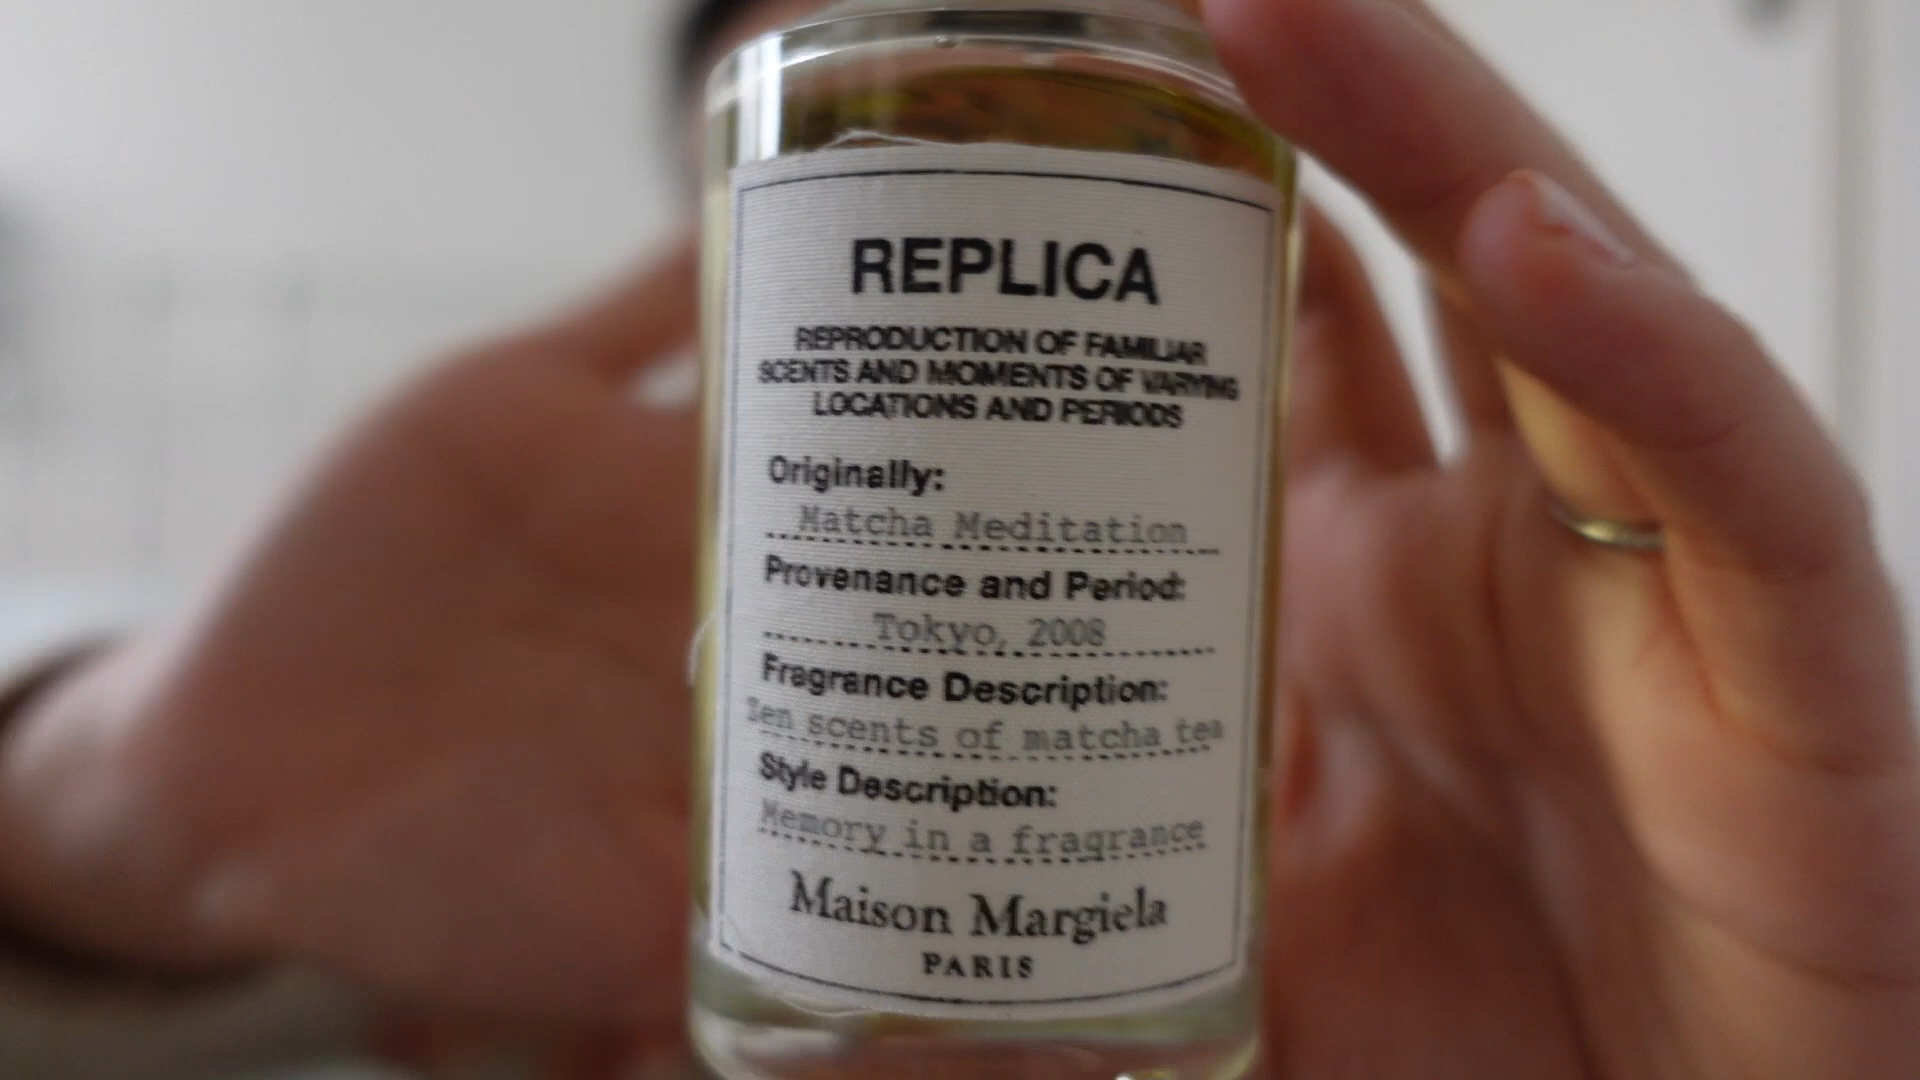 REPLICA
REPRODUCTION OF FAMILIAR
SCENTS AND MOMENTS OF VARYING
LOCATIONS AND PERIODS
Originally:
Matcha Meditation
Provenance and Period:
Tokyo, 2008
Fragrance Description:
Zen scents of matcha tea
Style Description:
Memory in a fragrance
Maison Margiela
PARIS